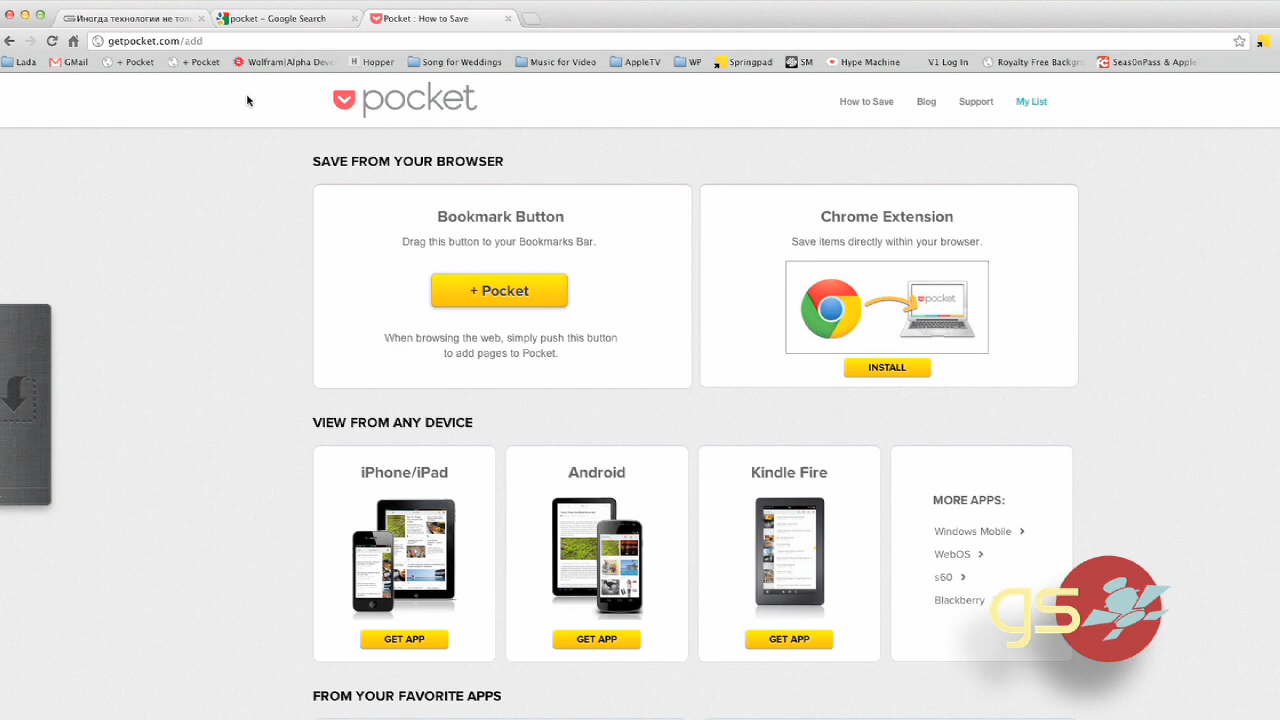 Иногда технологии не тол
pocket - Google Search
Pocket : How to Save
getpocket.com/add
Lada
GMail
+ Pocket
+ Pocket
Wolfram|Alpha Deve
Hopper
Song for Weddings
Music for Video
AppleTV
WP
Springpad
SM
Hype Machine
V1 Log In
Royalty Free Backgr
Seas0nPass & Apple
pocket
How to Save
Blog
Support
My List
SAVE FROM YOUR BROWSER
Bookmark Button
Drag this button to your Bookmarks Bar.
+ Pocket
When browsing the web, simply push this button
to add pages to Pocket.
Chrome Extension
Save items directly within your browser.
pocket.
INSTALL
VIEW FROM ANY DEVICE
iPhone/iPad
GET APP
Android
GET APP
Kindle Fire
GET APP
MORE APPS:
Windows Mobile
WebOS
s60
Blackberry
gs
FROM YOUR FAVORITE APPS